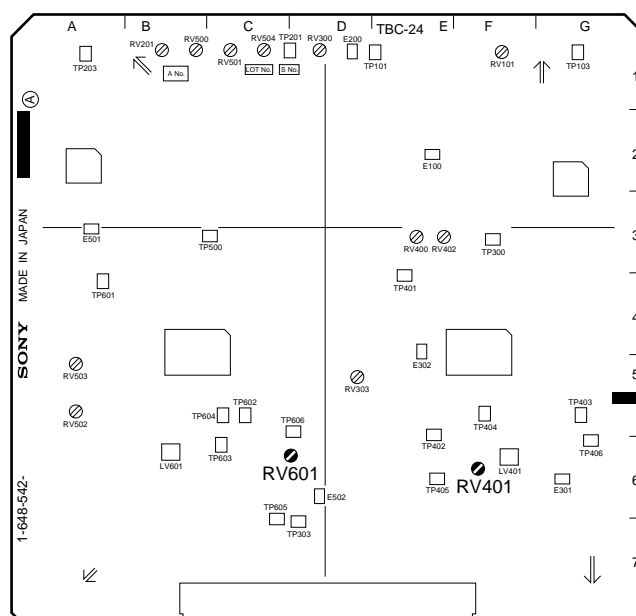 A B C D TBC-24 E F G
RV201 RV500 RV504 TP201 RV300 E200
TP203 RV501 TP101 RV101 TP103
A No. LOT No. S No.
1
A
2
E100
3
E501 TP500 RV400 RV402 TP300
TP601 TP401
MADE IN JAPAN
4
SONY
E302
RV503 RV303
5
RV502 TP604 TP602 TP404 TP403
TP606
TP402 TP406
LV601 TP603 LV401
RV601 RV401
TP405 E301
6
E502
1-648-542-
TP605 TP303
7